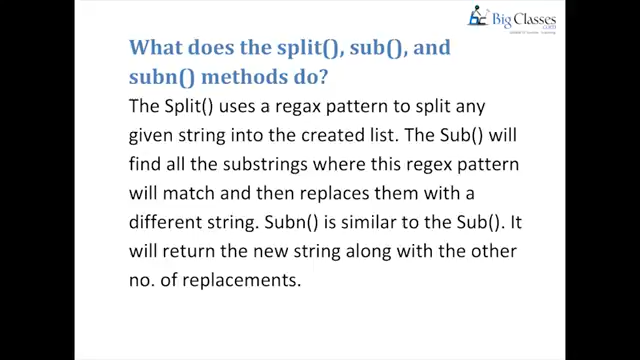 Big Classes
.com
What does the split(), sub(), and
subn() methods do?
The Split() uses a regax pattern to split any
given string into the created list. The Sub() will
find all the substrings where this regex pattern
will match and then replaces them with a
different string. Subn() is similar to the Sub(). It
will return the new string along with the other
no. of replacements.